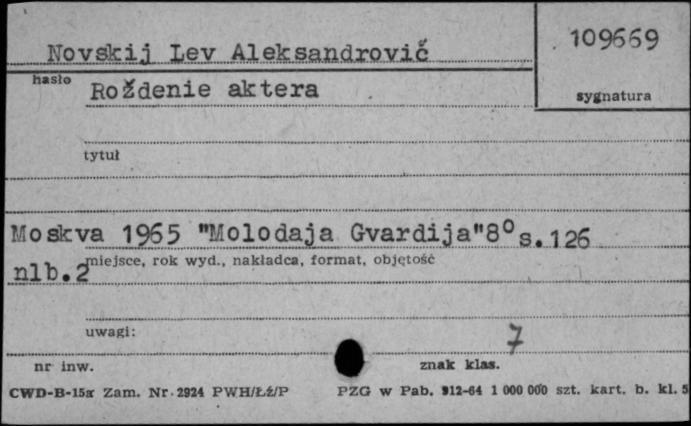 Novskij Lev Aleksandrovič
109669
hasło
Roždenie aktera
sygnatura
tytuł
Moskva 1965 "Molodaja Gvardija" 8° s.126
nlb.2
miejsce, rok wyd., nakładca, format, objętość
uwagi:
7
nr inw.
znak klas.
CWD-B-15a Zam. Nr 2924 PWH/Łż/P
PZG w Pab. 912-64 1 000 000 szt. kart. b. kl. 5